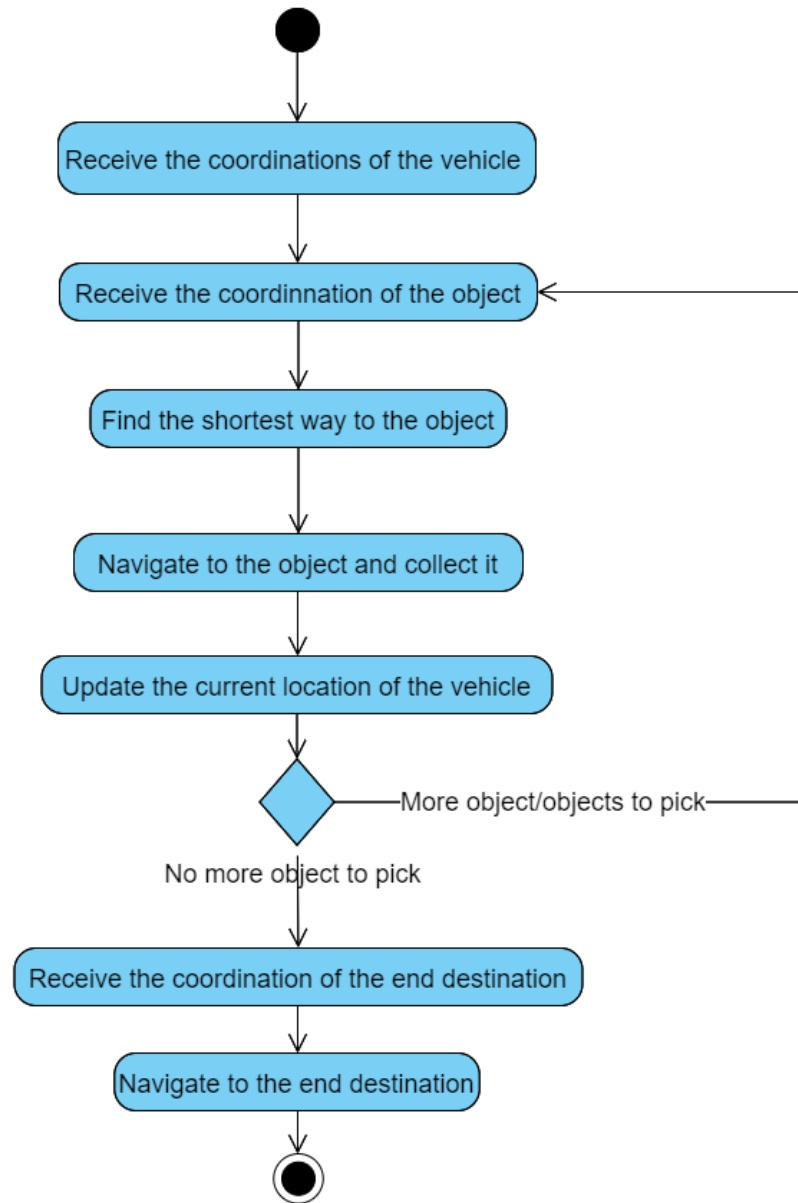 Receive the coordinations of the vehicle
Receive the coordinnation of the object
Find the shortest way to the object
Navigate to the object and collect it
Update the current location of the vehicle
More object/objects to pick
No more object to pick
Receive the coordination of the end destination
Navigate to the end destination